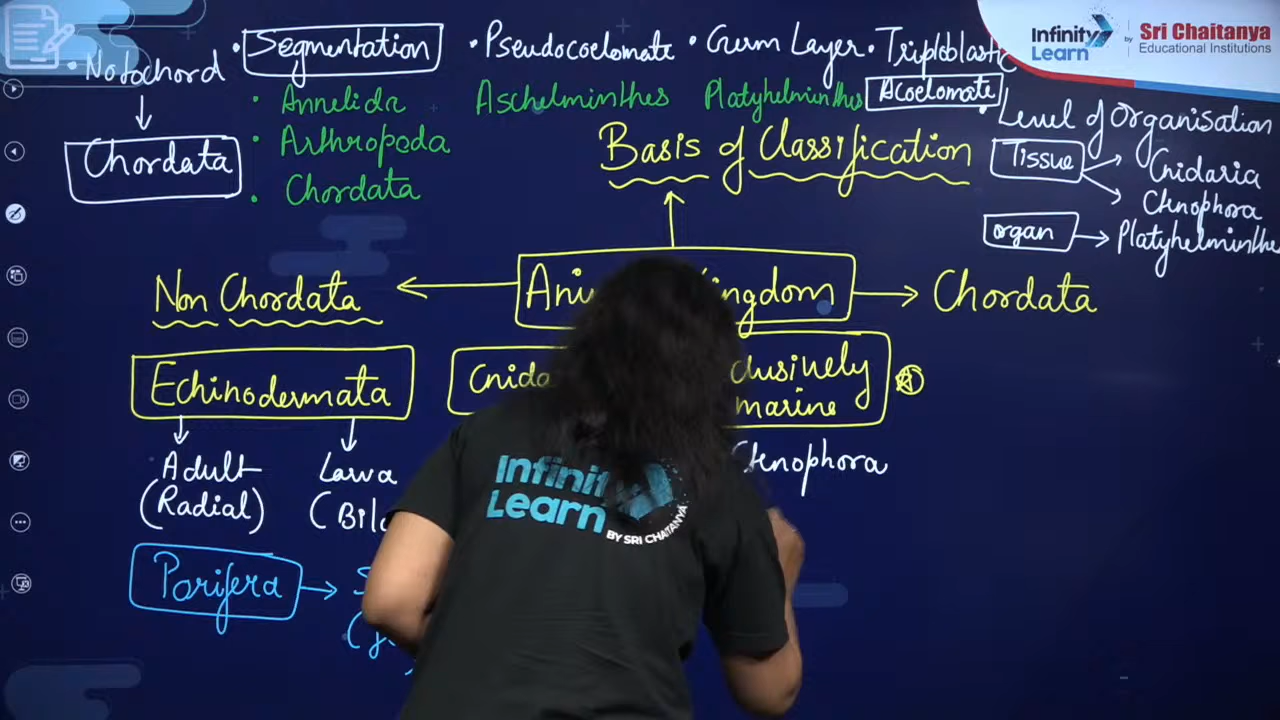 • Notochord
Chordata
• Segmentation
• Annelida
• Arthropoda
• Chordata
• Pseudocoelomate
Aschelminthes
• Germ Layer
Platyhelminthes
• Triploblastic
Acoelomate
Infinity Learn by Sri Chaitanya Educational Institutions
• Level of Organisation
Tissue
Cnidaria
Ctenophora
organ
Platyhelminthe
Basis of Classification
Non Chordata
Chordata
Echinodermata
marine
Adult
(Radial)
Ctenophora
Porifera
Infinity
Learn
BY SRI CHAITANYA